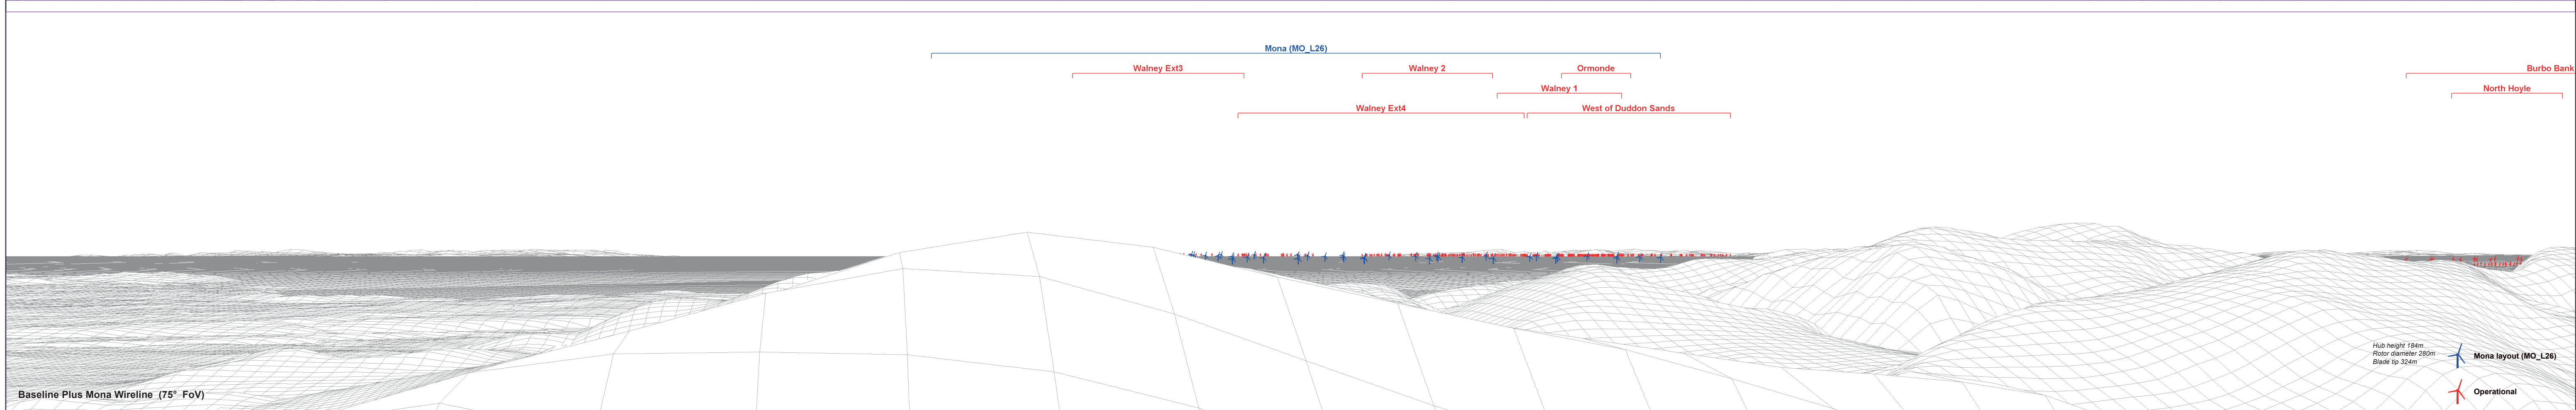 Mona (MO_L26)
Walney Ext3
Walney 2
Ormonde
Burbo Bank
Walney 1
North Hoyle
Walney Ext4
West of Duddon Sands
Hub height 184m
Rotor diameter 280m
Blade tip 324m
Mona layout (MO_L26)
Operational
Baseline Plus Mona Wireline (75° FoV)